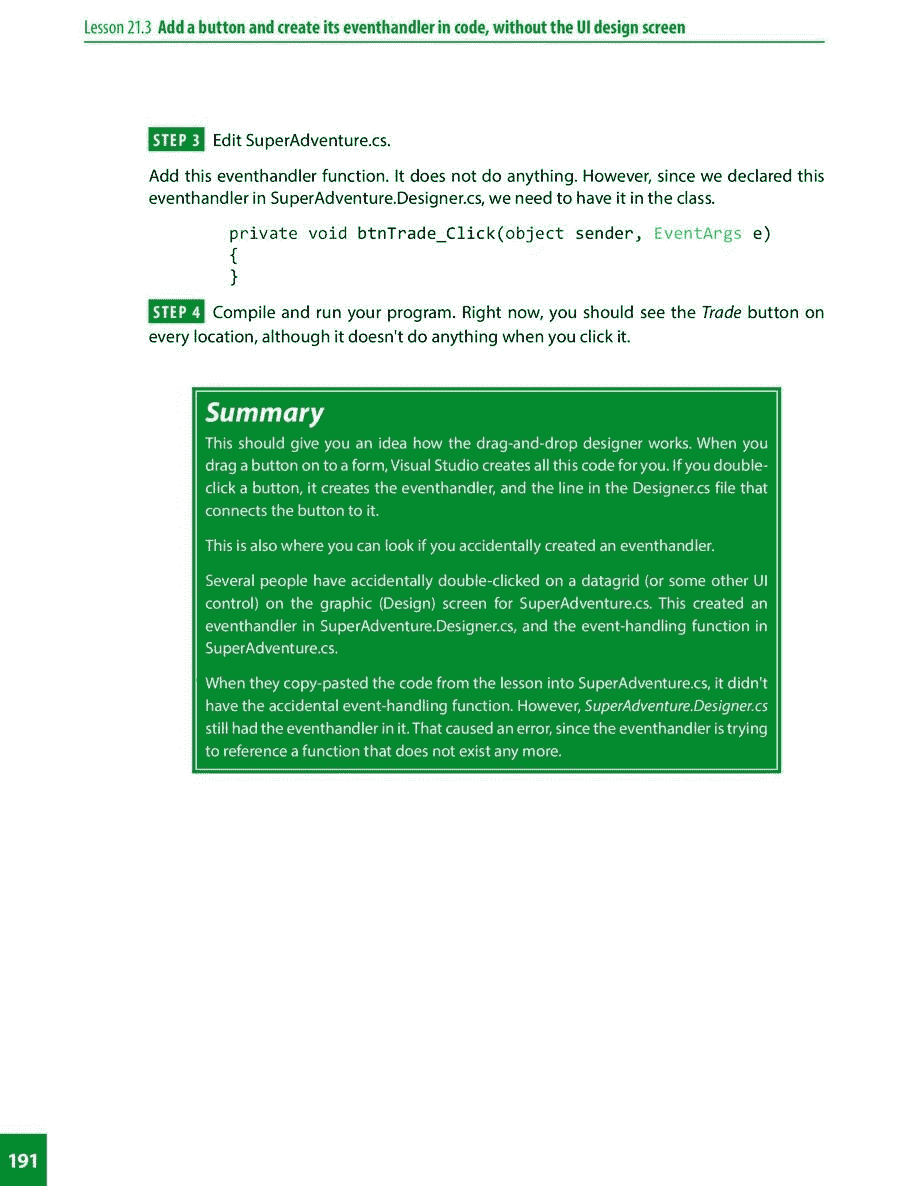 Lesson 21.3 Add a button and create its eventhandler in code, without the UI design screen
STEP 3 Edit SuperAdventure.cs.
Add this eventhandler function. It does not do anything. However, since we declared this
eventhandler in SuperAdventure.Designer.cs, we need to have it in the class.
private void btnTrade_Click(object sender, EventArgs e)
{
}
STEP 4 Compile and run your program. Right now, you should see the Trade button on
every location, although it doesn't do anything when you click it.
Summary
This should give you an idea how the drag-and-drop designer works. When you
drag a button on to a form, Visual Studio creates all this code for you. If you double-
click a button, it creates the eventhandler, and the line in the Designer.cs file that
connects the button to it.
This is also where you can look if you accidentally created an eventhandler.
Several people have accidentally double-clicked on a datagrid (or some other UI
control) on the graphic (Design) screen for SuperAdventure.cs. This created an
eventhandler in SuperAdventure.Designer.cs, and the event-handling function in
SuperAdventure.cs.
When they copy-pasted the code from the lesson into SuperAdventure.cs, it didn't
have the accidental event-handling function. However, SuperAdventure.Designer.cs
still had the eventhandler in it. That caused an error, since the eventhandler is trying
to reference a function that does not exist any more.
191